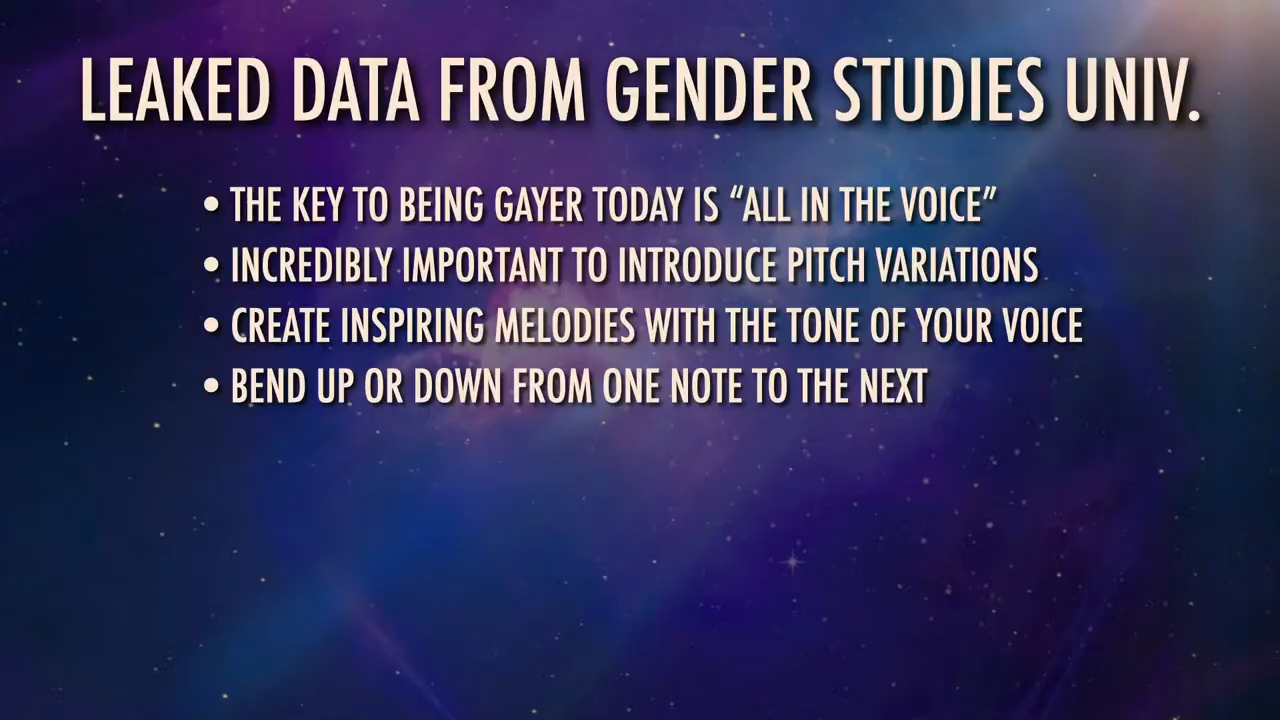 LEAKED DATA FROM GENDER STUDIES UNIV.
• THE KEY TO BEING GAYER TODAY IS “ALL IN THE VOICE”
• INCREDIBLY IMPORTANT TO INTRODUCE PITCH VARIATIONS
• CREATE INSPIRING MELODIES WITH THE TONE OF YOUR VOICE
• BEND UP OR DOWN FROM ONE NOTE TO THE NEXT